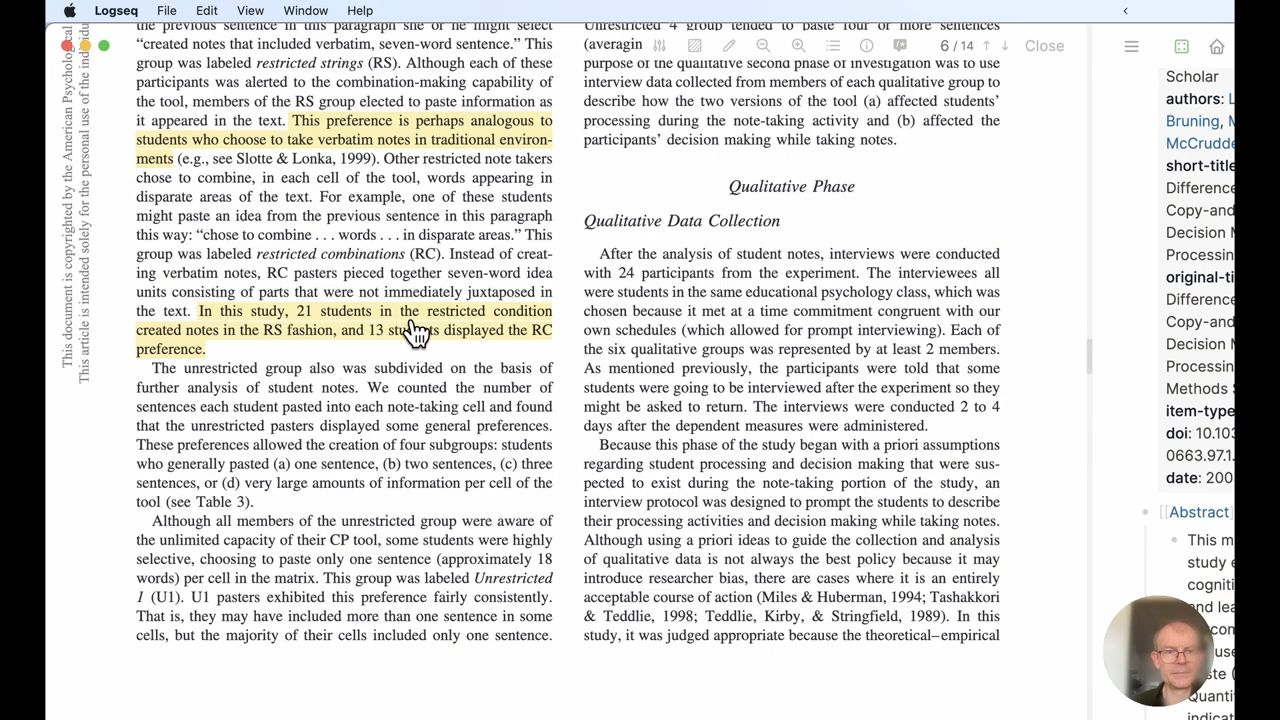 Logseq File Edit View Window Help
the previous sentence in this paragraph she or he might select
“created notes that included verbatim, seven-word sentence.” This
group was labeled restricted strings (RS). Although each of these
participants was alerted to the combination-making capability of
the tool, members of the RS group elected to paste information as
it appeared in the text. This preference is perhaps analogous to
students who choose to take verbatim notes in traditional environ-
ments (e.g., see Slotte & Lonka, 1999). Other restricted note takers
chose to combine, in each cell of the tool, words appearing in
disparate areas of the text. For example, one of these students
might paste an idea from the previous sentence in this paragraph
this way: “chose to combine . . . words . . . in disparate areas.” This
group was labeled restricted combinations (RC). Instead of creat-
ing verbatim notes, RC pasters pieced together seven-word idea
units consisting of parts that were not immediately juxtaposed in
the text. In this study, 21 students in the restricted condition
created notes in the RS fashion, and 13 students displayed the RC
preference.
The unrestricted group also was subdivided on the basis of
further analysis of student notes. We counted the number of
sentences each student pasted into each note-taking cell and found
that the unrestricted pasters displayed some general preferences.
These preferences allowed the creation of four subgroups: students
who generally pasted (a) one sentence, (b) two sentences, (c) three
sentences, or (d) very large amounts of information per cell of the
tool (see Table 3).
Although all members of the unrestricted group were aware of
the unlimited capacity of their CP tool, some students were highly
selective, choosing to paste only one sentence (approximately 18
words) per cell in the matrix. This group was labeled Unrestricted
1 (U1). U1 pasters exhibited this preference fairly consistently.
That is, they may have included more than one sentence in some
cells, but the majority of their cells included only one sentence.
This document is copyrighted by the American Psychological
This article is intended solely for the personal use of the individu
Unrestricted 4 group tended to paste four or more sentences
(averagin
6 / 14 Close
purpose of the qualitative second phase of investigation was to use
interview data collected from members of each qualitative group to
describe how the two versions of the tool (a) affected students’
processing during the note-taking activity and (b) affected the
participants’ decision making while taking notes.
Qualitative Phase
Qualitative Data Collection
After the analysis of student notes, interviews were conducted
with 24 participants from the experiment. The interviewees all
were students in the same educational psychology class, which was
chosen because it met at a time commitment congruent with our
own schedules (which allowed for prompt interviewing). Each of
the six qualitative groups was represented by at least 2 members.
As mentioned previously, the participants were told that some
students were going to be interviewed after the experiment so they
might be asked to return. The interviews were conducted 2 to 4
days after the dependent measures were administered.
Because this phase of the study began with a priori assumptions
regarding student processing and decision making that were sus-
pected to exist during the note-taking portion of the study, an
interview protocol was designed to prompt the students to describe
their processing activities and decision making while taking notes.
Although using a priori ideas to guide the collection and analysis
of qualitative data is not always the best policy because it may
introduce researcher bias, there are cases where it is an entirely
acceptable course of action (Miles & Huberman, 1994; Tashakkori
& Teddlie, 1998; Teddlie, Kirby, & Stringfield, 1989). In this
study, it was judged appropriate because the theoretical–empirical
Scholar
authors: L
Bruning, M
McCrudde
short-title
Difference
Copy-and
Decision M
Processin
original-ti
Difference
Copy-and
Decision M
Processin
Methods S
item-type
doi: 10.103
0663.97.1.
date: 200
[[Abstract]
This m
study e
cogniti
and lea
com
use
te (
Quanti
indicat